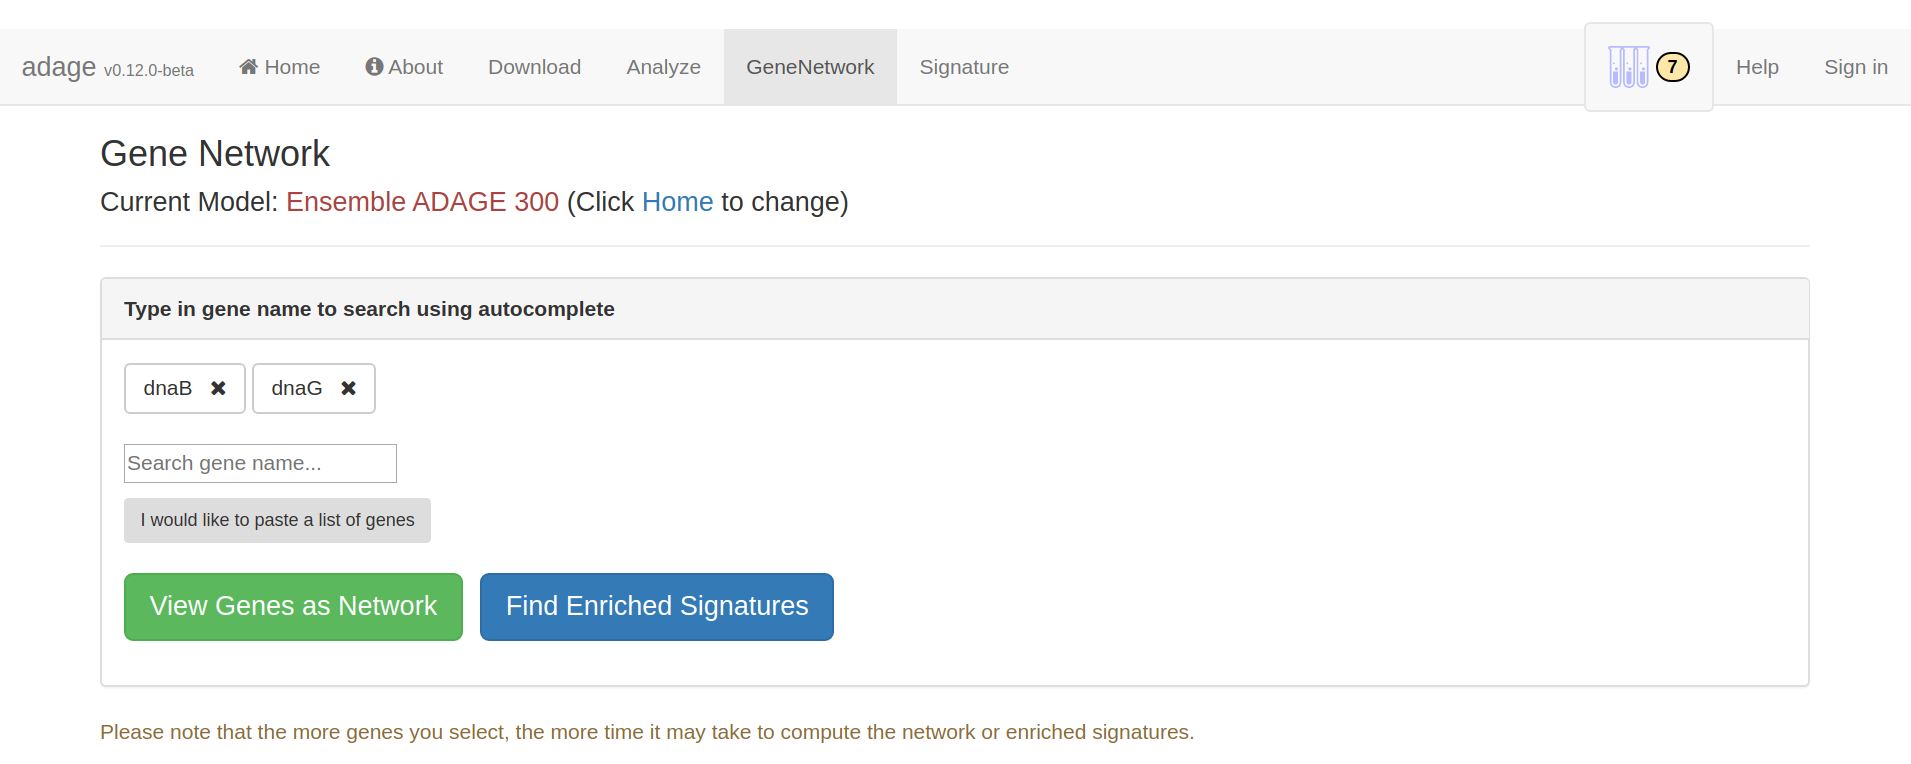 adage v0.12.0-beta Home About Download Analyze GeneNetwork Signature 7 Help Sign in
Gene Network
Current Model: Ensemble ADAGE 300 (Click Home to change)
Type in gene name to search using autocomplete
dnaB ✖ dnaG ✖
Search gene name...
I would like to paste a list of genes
View Genes as Network Find Enriched Signatures
Please note that the more genes you select, the more time it may take to compute the network or enriched signatures.